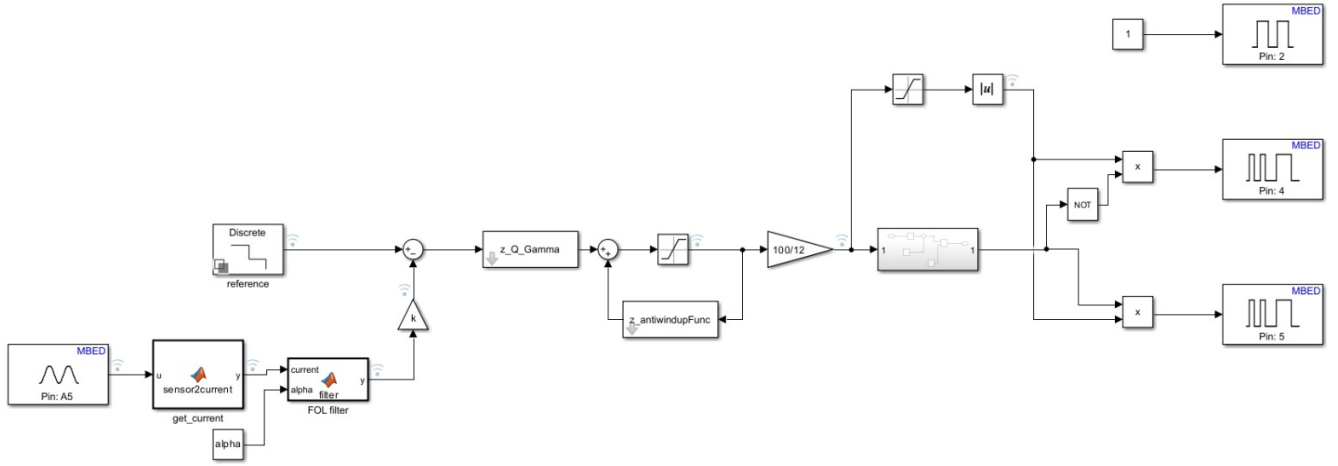 MBED
Pin: 2
1
|u|
MBED
Pin: 4
x
NOT
Discrete
reference
+
−
z_Q_Gamma
+
+
100/12
1
1
z_antiwindupFunc
MBED
Pin: 5
x
k
MBED
Pin: A5
u
sensor2current
y
get_current
current
alpha
filter
y
FOL filter
alpha